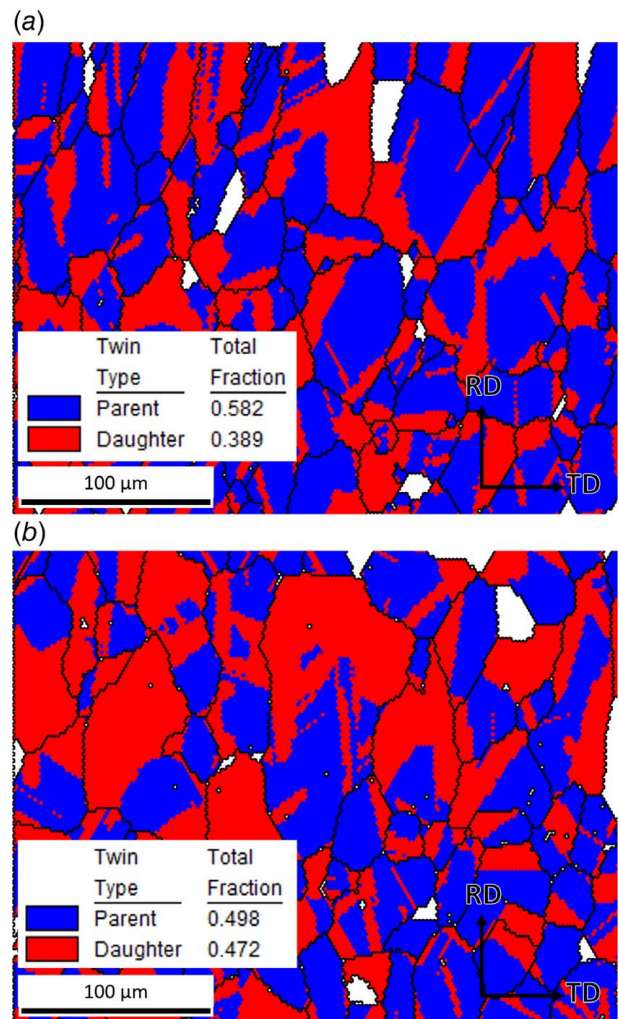 (a)
Twin Total
Type Fraction
Parent 0.582
Daughter 0.389
100 μm
RD
TD
(b)
Twin Total
Type Fraction
Parent 0.498
Daughter 0.472
100 μm
RD
TD